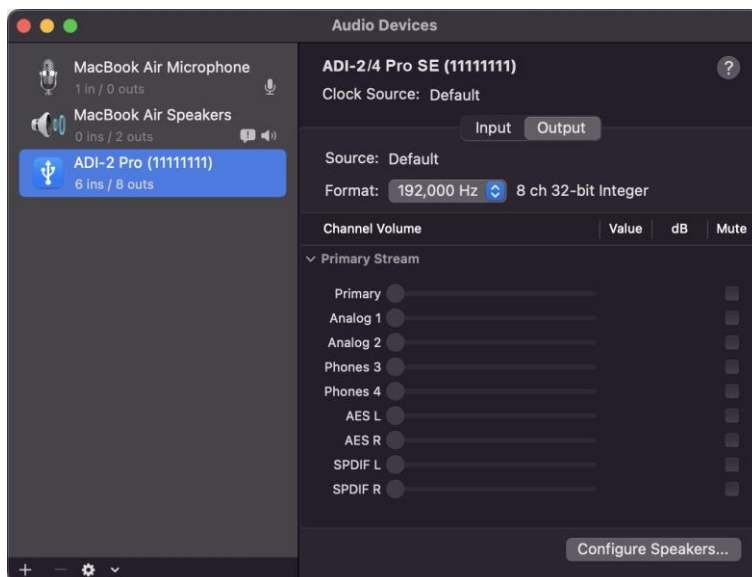 Audio Devices
MacBook Air Microphone
1 in / 0 outs
MacBook Air Speakers
0 ins / 2 outs
ADI-2 Pro (11111111)
6 ins / 8 outs
ADI-2/4 Pro SE (11111111)
?
Clock Source: Default
Input Output
Source: Default
Format: 192,000 Hz 8 ch 32-bit Integer
Channel Volume Value dB Mute
Primary Stream
Primary
Analog 1
Analog 2
Phones 3
Phones 4
AES L
AES R
SPDIF L
SPDIF R
Configure Speakers...